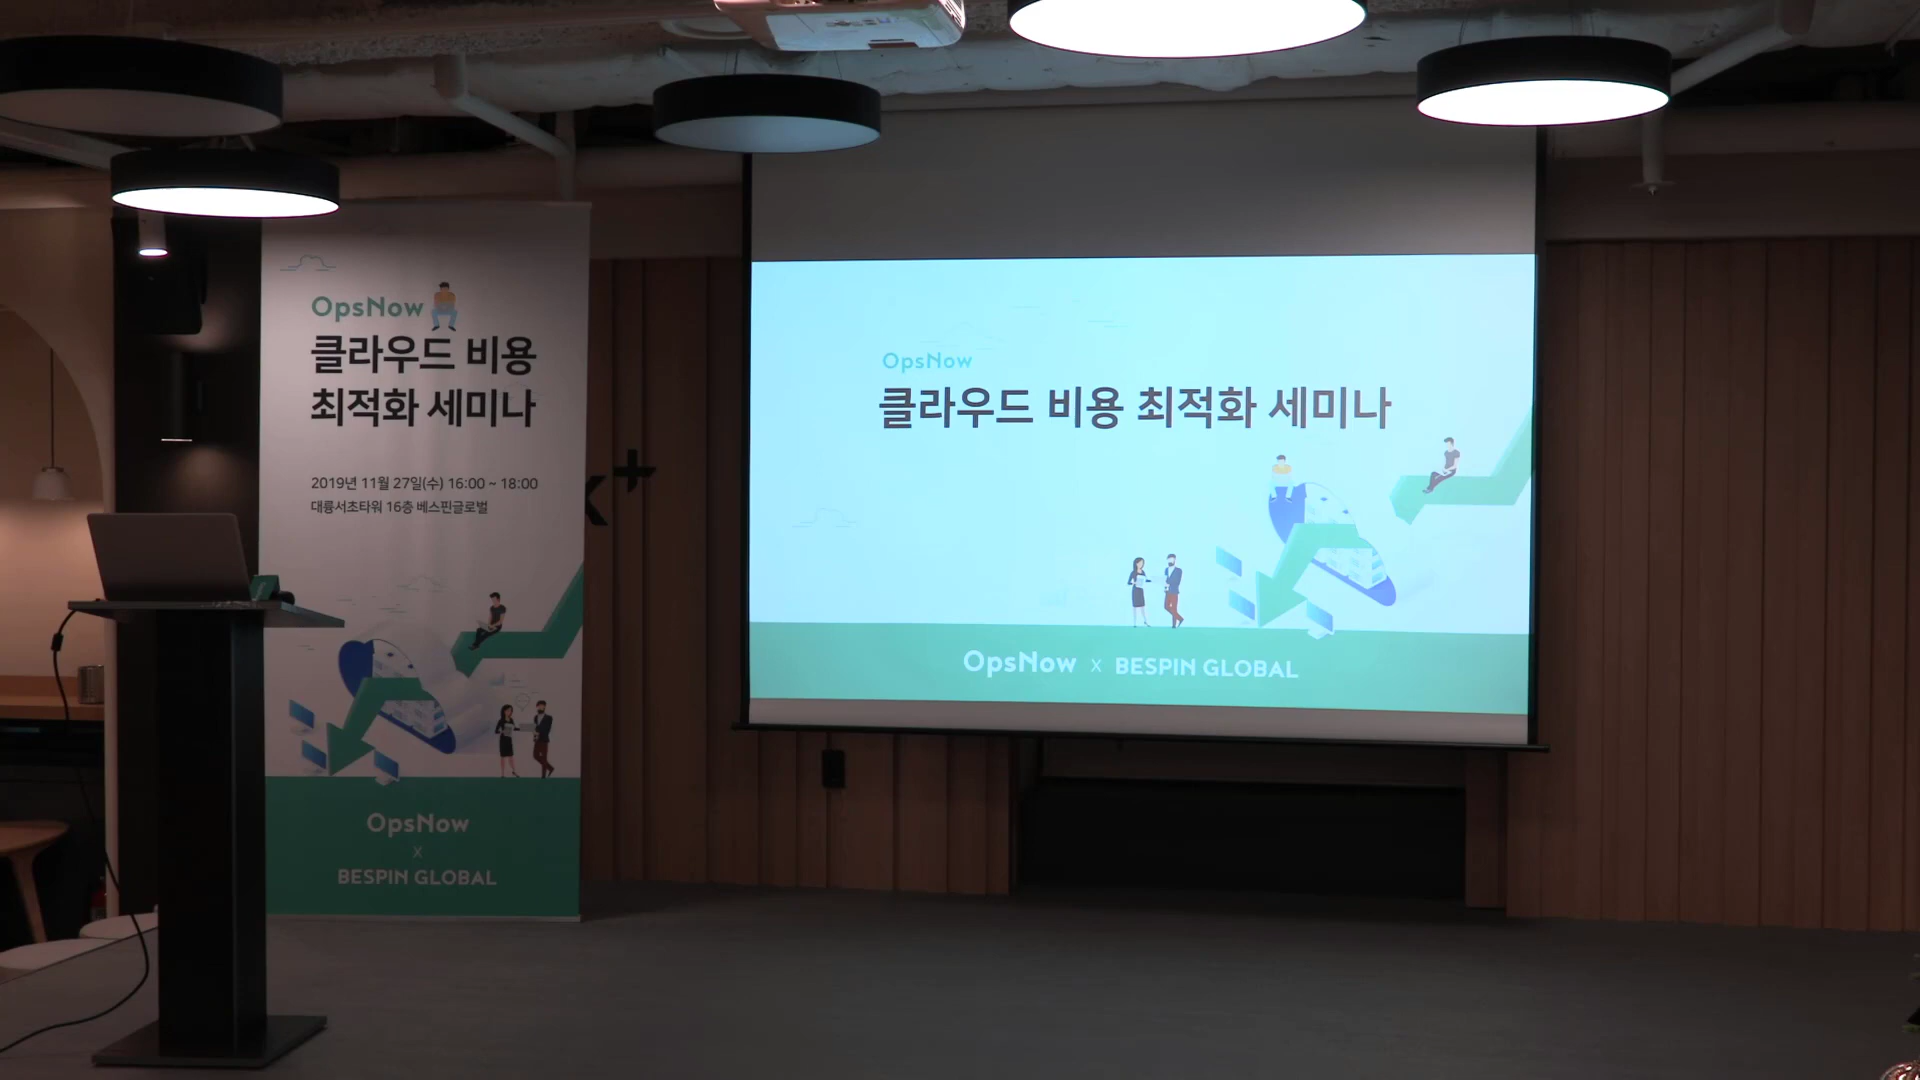 OpsNow
클라우드 비용
최적화 세미나
2019년 11월 27일(수) 16:00 ~ 18:00
대륭서초타워 16층 베스핀글로벌
OpsNow
X
BESPIN GLOBAL
OpsNow
클라우드 비용 최적화 세미나
OpsNow x BESPIN GLOBAL